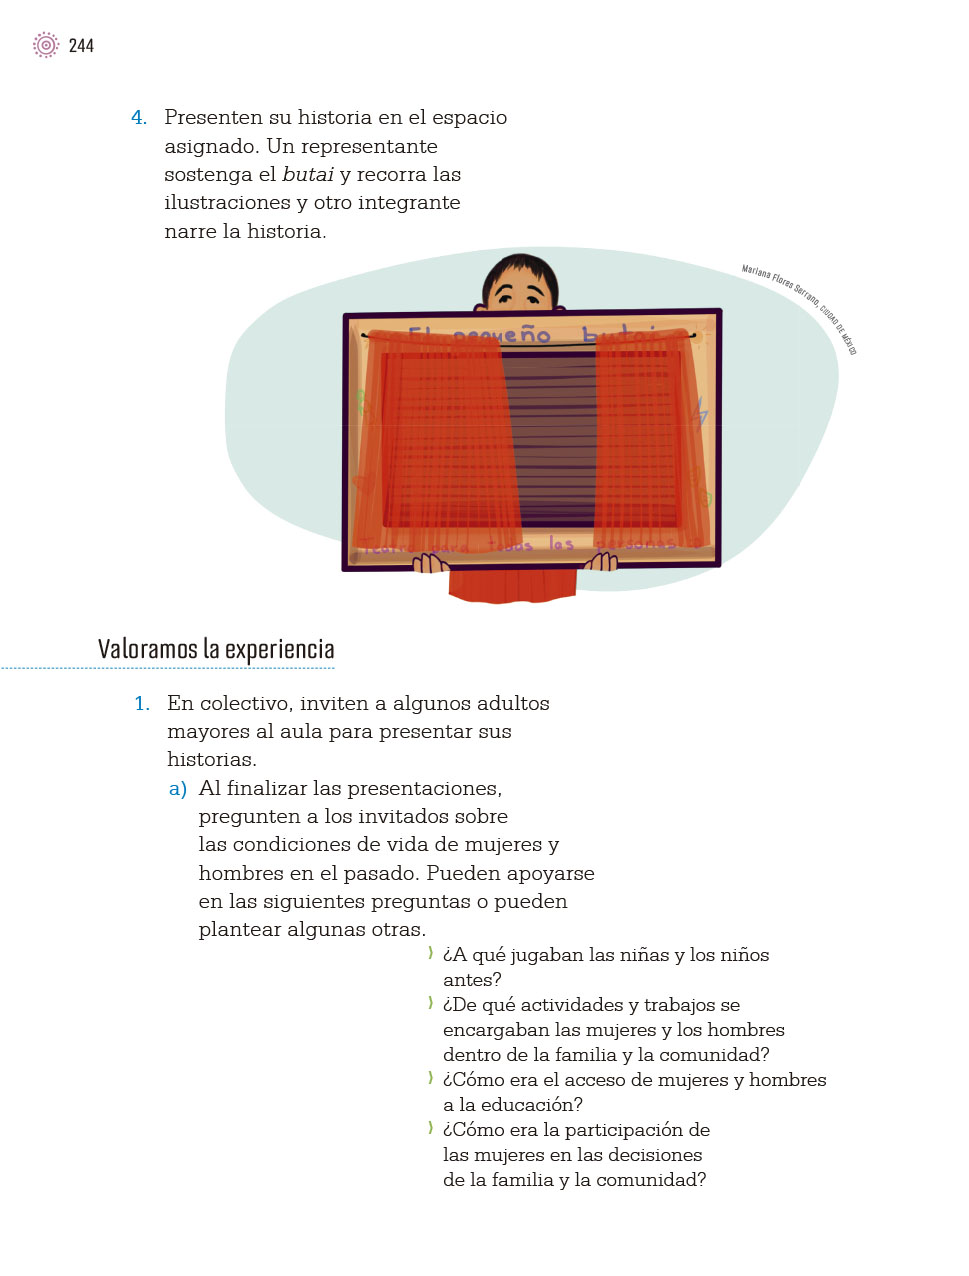 244
4. Presenten su historia en el espacio
asignado. Un representante
sostenga el butai y recorra las
ilustraciones y otro integrante
narre la historia.
Mariana Flores Serrano, CIUDAD DE MÉXICO
El pequeño butai
Teatro para todas las personas
Valoramos la experiencia
1. En colectivo, inviten a algunos adultos
mayores al aula para presentar sus
historias.
a) Al finalizar las presentaciones,
pregunten a los invitados sobre
las condiciones de vida de mujeres y
hombres en el pasado. Pueden apoyarse
en las siguientes preguntas o pueden
plantear algunas otras.
⟩ ¿A qué jugaban las niñas y los niños
antes?
⟩ ¿De qué actividades y trabajos se
encargaban las mujeres y los hombres
dentro de la familia y la comunidad?
⟩ ¿Cómo era el acceso de mujeres y hombres
a la educación?
⟩ ¿Cómo era la participación de
las mujeres en las decisiones
de la familia y la comunidad?